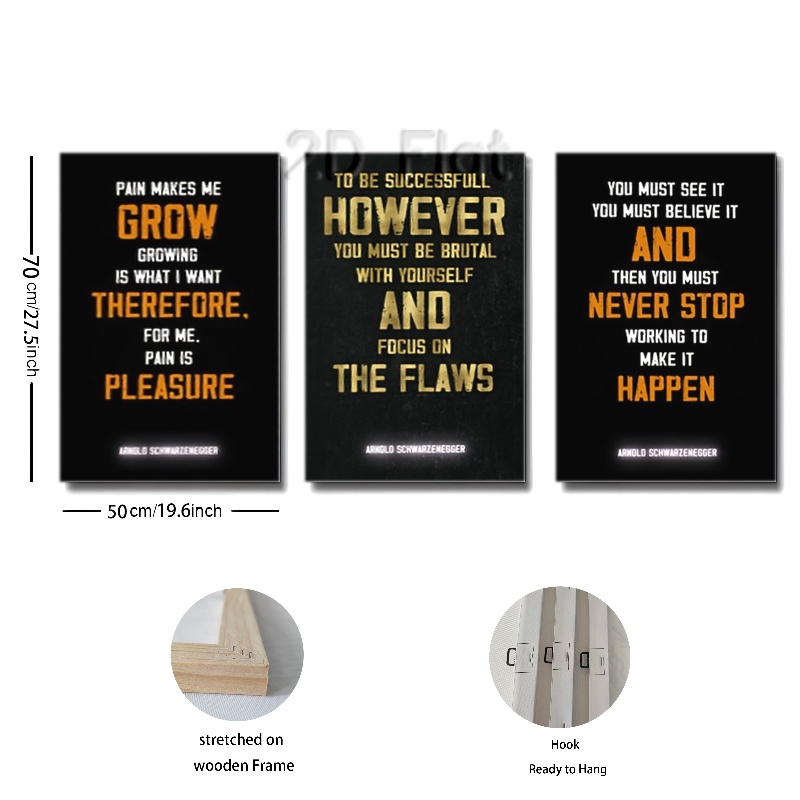 2D Flat
PAIN MAKES ME
GROW
GROWING
IS WHAT I WANT
THEREFORE,
FOR ME.
PAIN IS
PLEASURE
ARNOLD SCHWARZENEGGER
TO BE SUCCESSFULL
HOWEVER
YOU MUST BE BRUTAL
WITH YOURSELF
AND
FOCUS ON
THE FLAWS
ARNOLD SCHWARZENEGGER
YOU MUST SEE IT
YOU MUST BELIEVE IT
AND
THEN YOU MUST
NEVER STOP
WORKING TO
MAKE IT
HAPPEN
ARNOLD SCHWARZENEGGER
70cm/27.5inch
50cm/19.6inch
stretched on
wooden Frame
Hook
Ready to Hang